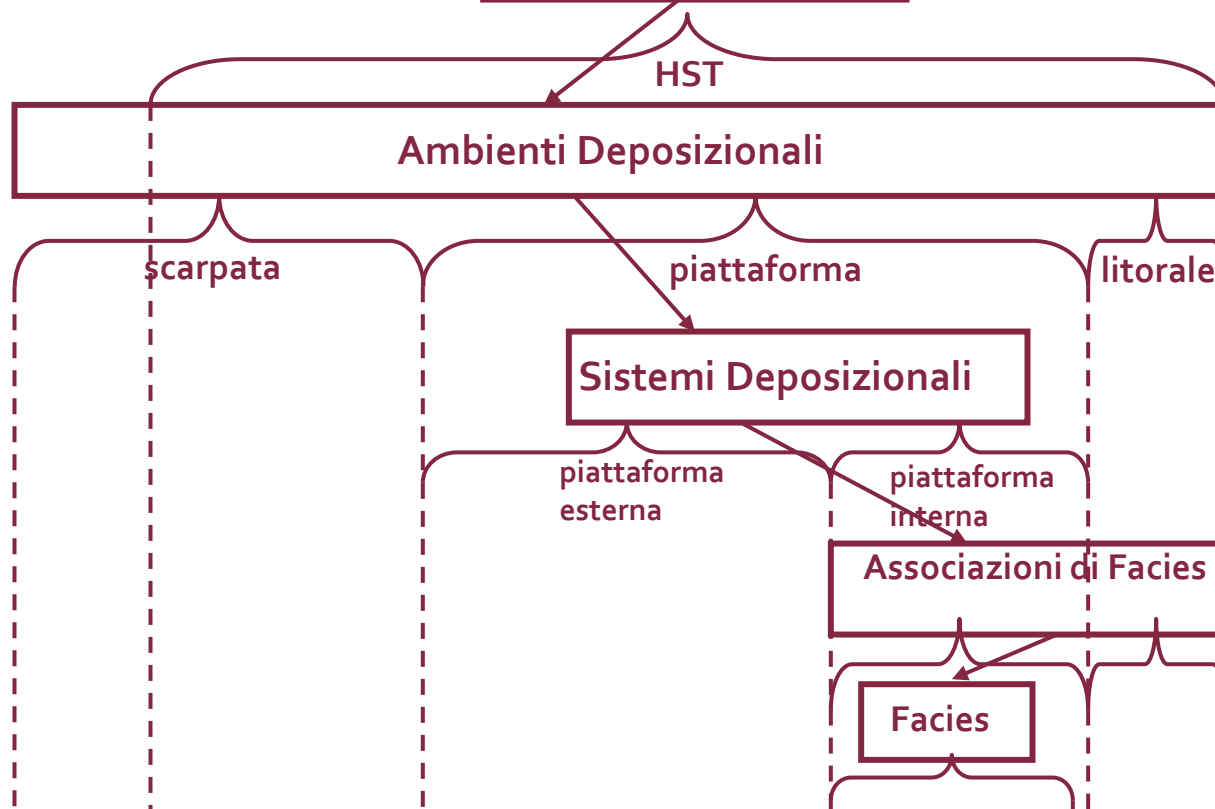 HST
Ambienti Deposizionali
scarpata
piattaforma
litorale
Sistemi Deposizionali
piattaforma
esterna
piattaforma
interna
Associazioni di Facies
Facies